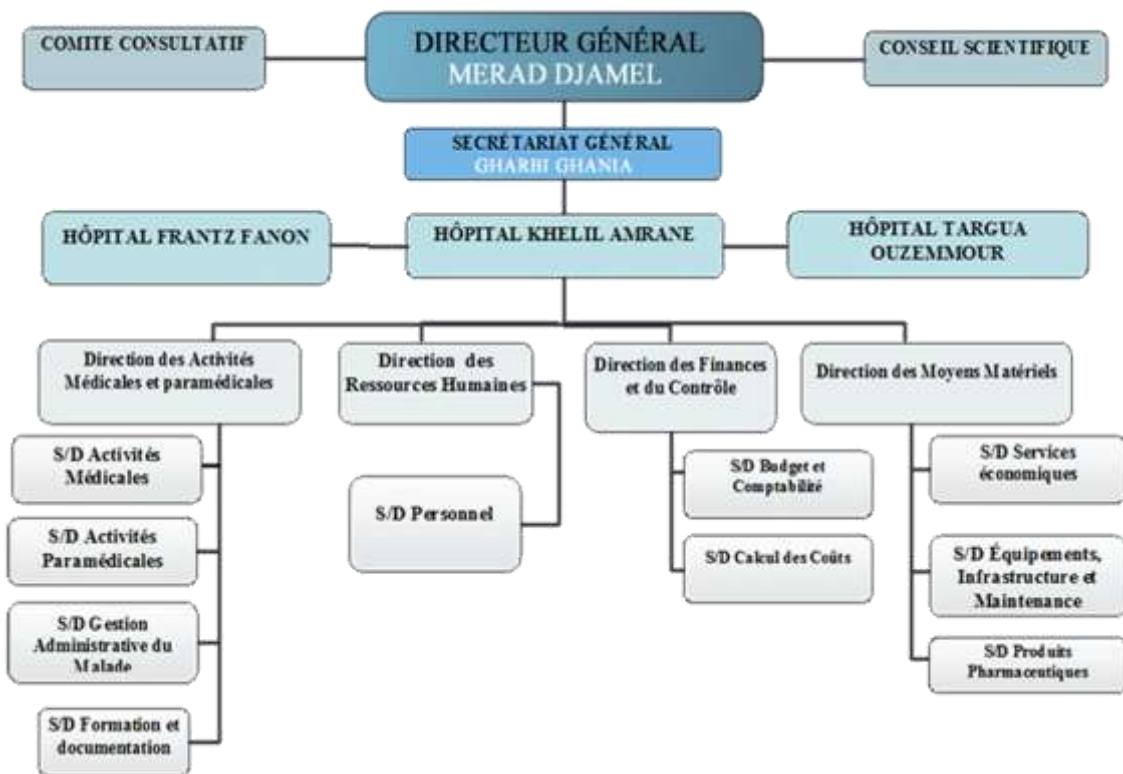 COMITE CONSULTATIF
DIRECTEUR GÉNÉRAL
MERAD DJAMEL
CONSEIL SCIENTIFIQUE
SECRÉTARIAT GÉNÉRAL
GHARBI GHANIA
HÔPITAL FRANTZ FANON
HÔPITAL KHELIL AMRANE
HÔPITAL TARGUA
OUZEMMOUR
Direction des Activités
Médicales et paramédicales
Direction des
Ressources Humaines
Direction des Finances
et du Contrôle
Direction des Moyens Matériels
S/D Activités
Médicales
S/D Activités
Paramédicales
S/D Gestion
Administrative du
Malade
S/D Formation et
documentation
S/D Personnel
S/D Budget et
Comptabilité
S/D Calcul des Coûts
S/D Services
économiques
S/D Équipements,
Infrastructure et
Maintenance
S/D Produits
Pharmaceutiques